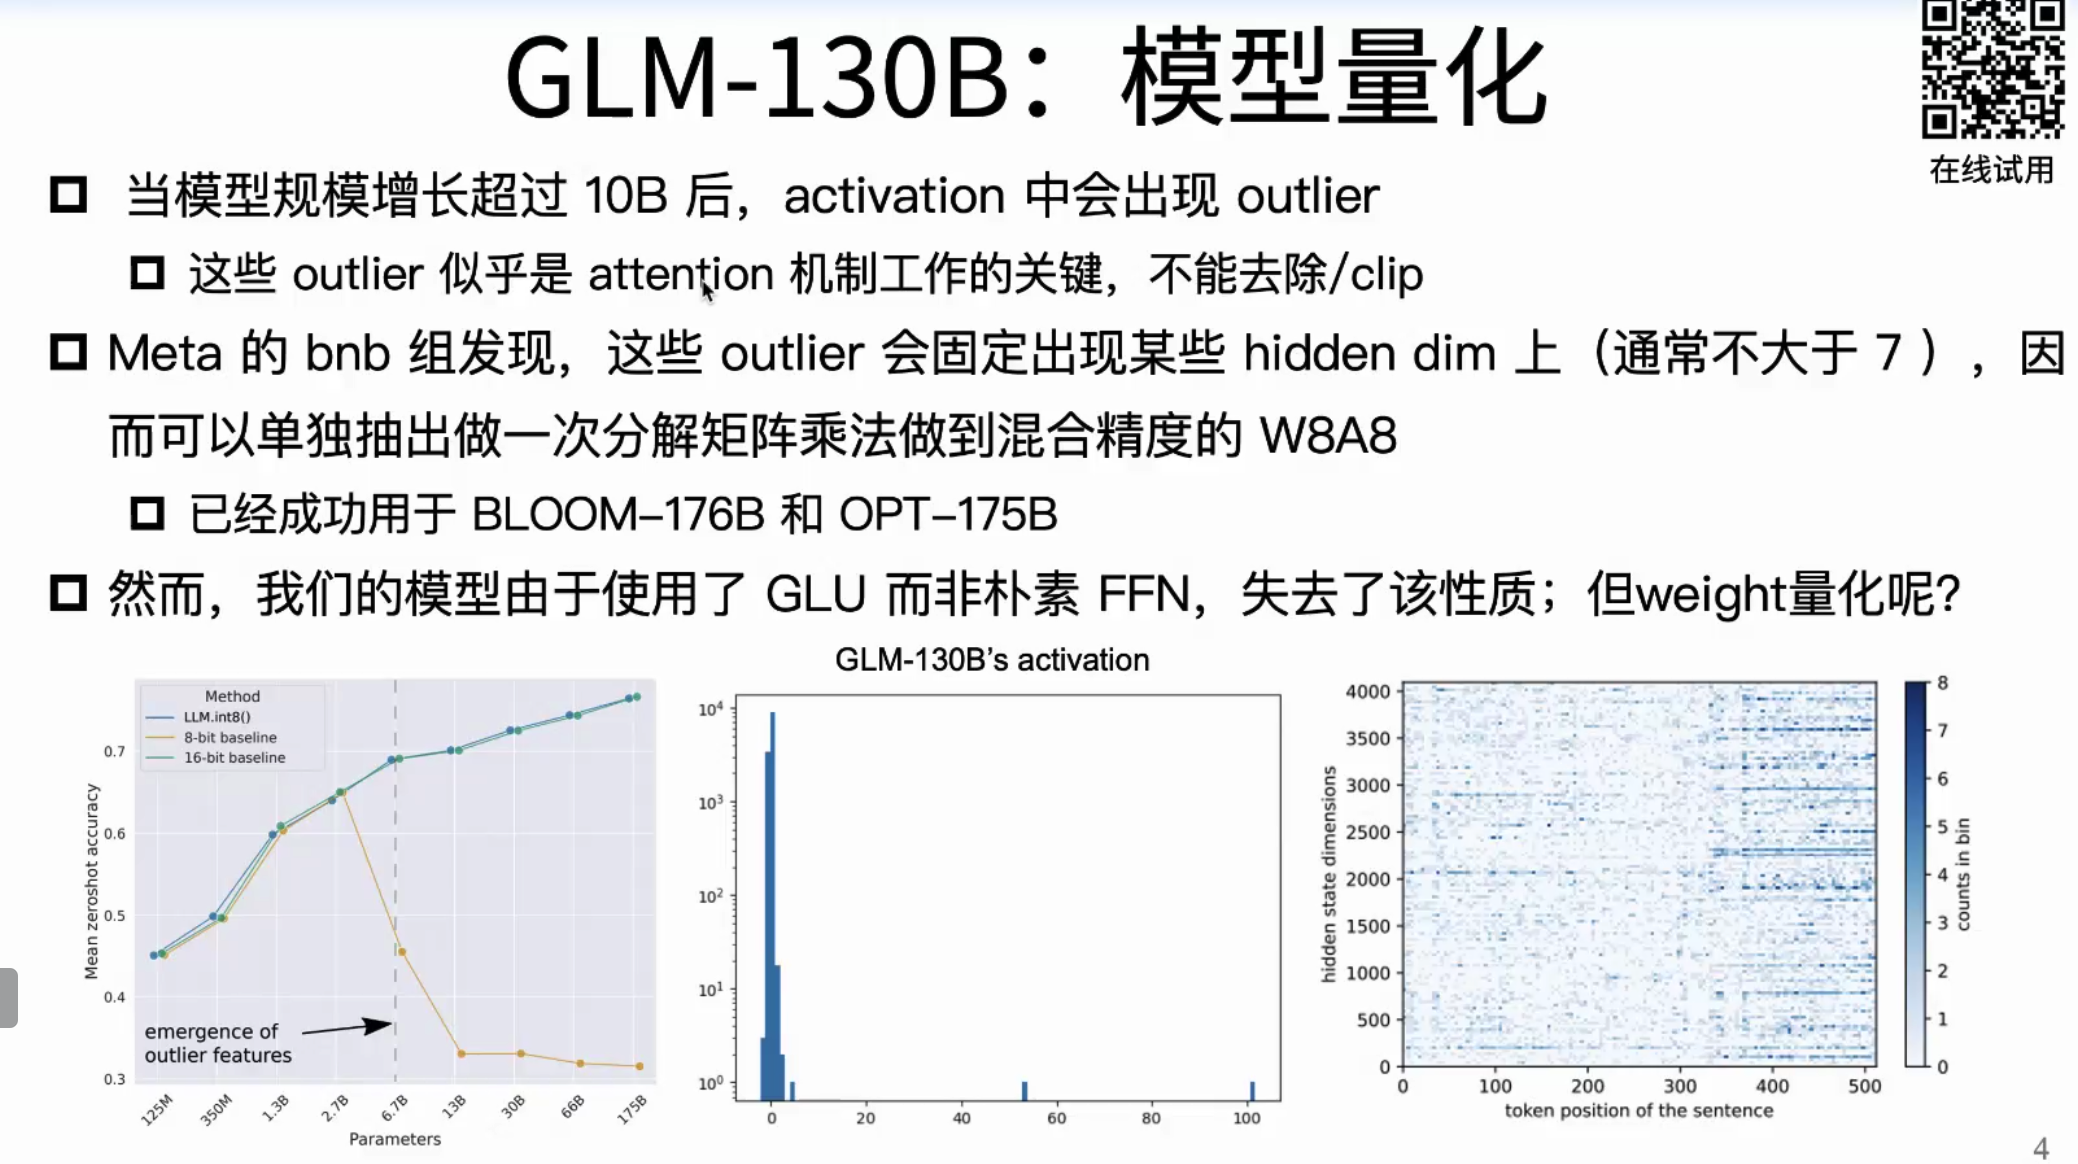 GLM-130B：模型量化
在线试用
当模型规模增长超过 10B 后，activation 中会出现 outlier
这些 outlier 似乎是 attention 机制工作的关键，不能去除/clip
Meta 的 bnb 组发现，这些 outlier 会固定出现某些 hidden dim 上（通常不大于 7 ），因
而可以单独抽出做一次分解矩阵乘法做到混合精度的 W8A8
已经成功用于 BLOOM-176B 和 OPT-175B
然而，我们的模型由于使用了 GLU 而非朴素 FFN，失去了该性质；但weight量化呢？
Method
LLM.int8()
8-bit baseline
16-bit baseline
Mean zeroshot accuracy
0.7
0.6
0.5
0.4
0.3
emergence of
outlier features
125M 350M 1.3B 2.7B 6.7B 13B 30B 66B 175B
Parameters
GLM-130B's activation
10⁴
10³
10²
10¹
10⁰
0 20 40 60 80 100
hidden state dimensions
4000
3500
3000
2500
2000
1500
1000
500
0
0 100 200 300 400 500
token position of the sentence
8
7
6
5
4
3
2
1
0
counts in bin
4